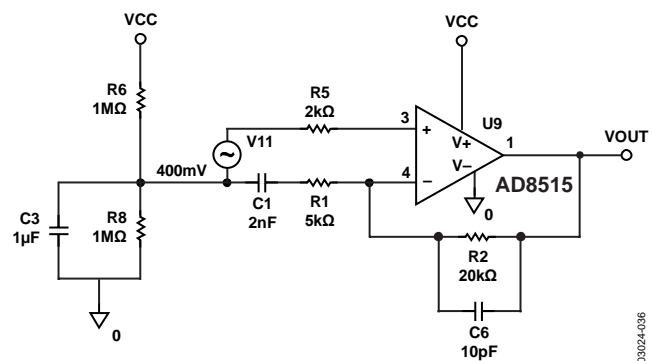 VCC
VCC
R6
1MΩ
R5
2kΩ
V11
3
+
U9
V+
1
VOUT
400mV
4
−
V−
AD8515
C1
2nF
R1
5kΩ
0
C3
1µF
R8
1MΩ
R2
20kΩ
0
C6
10pF
03024-036